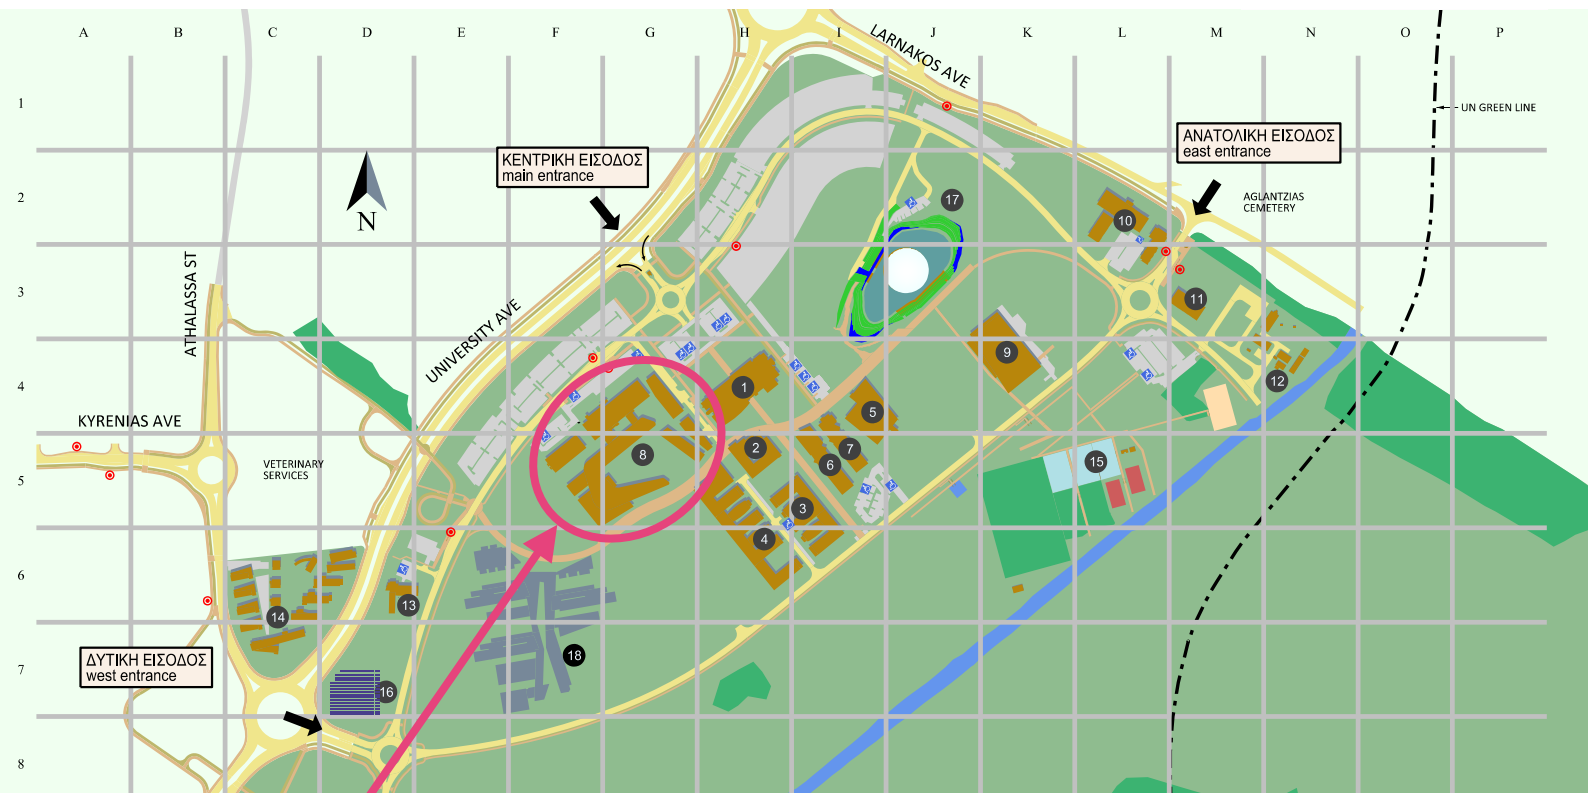 A B C D E F G H I J K L M N O P
LARNAKOS AVE
1
UN GREEN LINE
ΑΝΑΤΟΛΙΚΗ ΕΙΣΟΔΟΣ
east entrance
ΚΕΝΤΡΙΚΗ ΕΙΣΟΔΟΣ
main entrance
2
17
10
AGLANTZIAS
CEMETERY
N
ATHALASSA ST
3
11
UNIVERSITY AVE
9
4
1
12
5
KYRENIAS AVE
2
7
8
6
15
VETERINARY
SERVICES
5
3
4
6
13
14
ΔΥΤΙΚΗ ΕΙΣΟΔΟΣ
west entrance
18
7
16
8